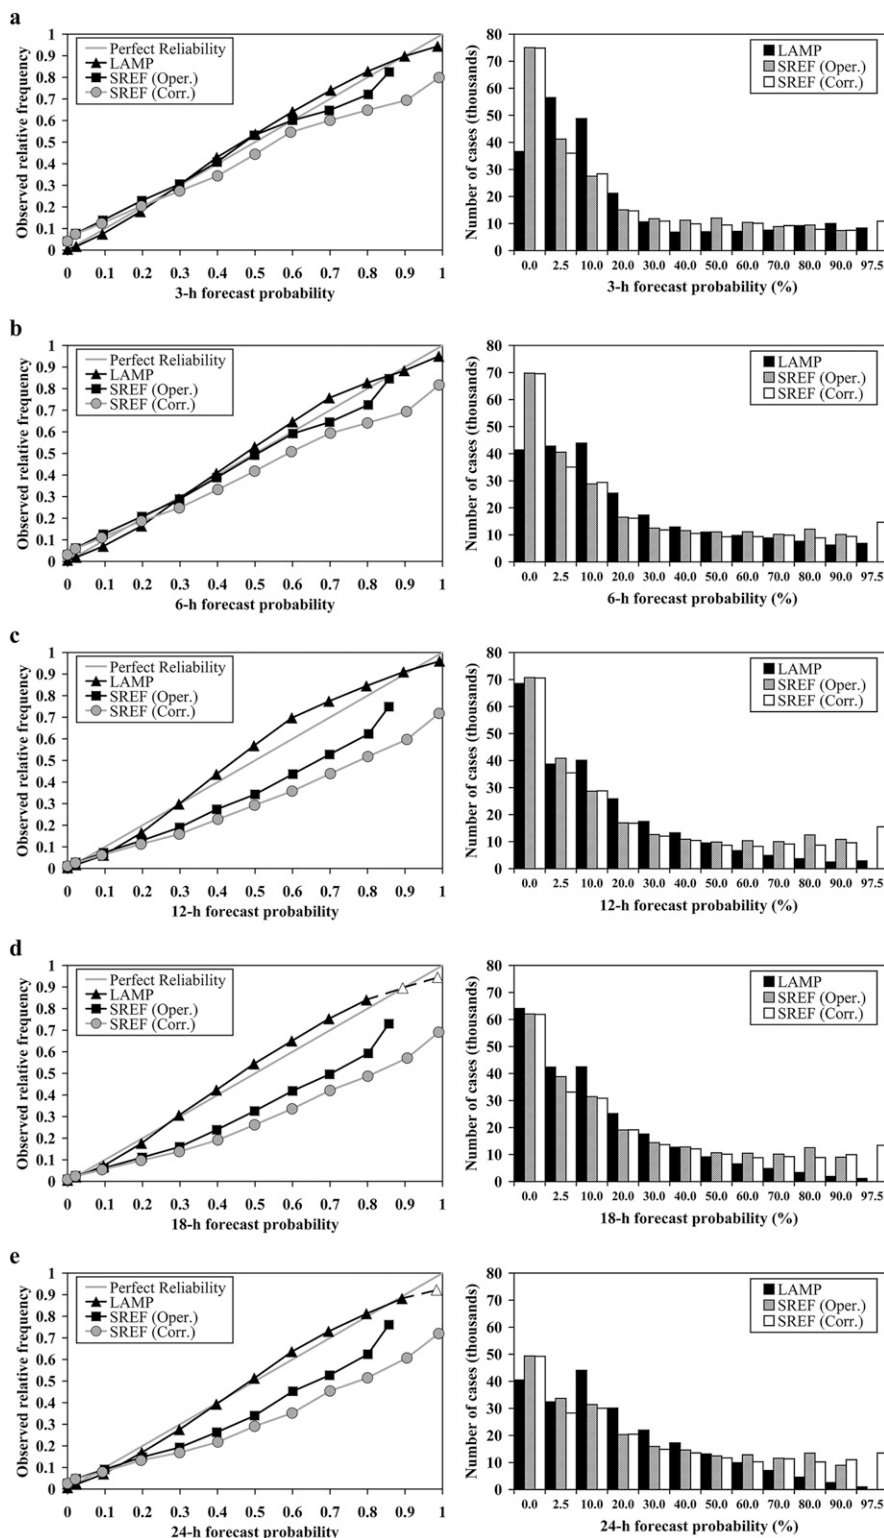 a
Observed relative frequency
1
0.9
0.8
0.7
0.6
0.5
0.4
0.3
0.2
0.1
0
Perfect Reliability
LAMP
SREF (Oper.)
SREF (Corr.)
0 0.1 0.2 0.3 0.4 0.5 0.6 0.7 0.8 0.9 1
3-h forecast probability
Number of cases (thousands)
80
70
60
50
40
30
20
10
0
LAMP
SREF (Oper.)
SREF (Corr.)
0.0 2.5 10.0 20.0 30.0 40.0 50.0 60.0 70.0 80.0 90.0 97.5
3-h forecast probability (%)
b
Observed relative frequency
1
0.9
0.8
0.7
0.6
0.5
0.4
0.3
0.2
0.1
0
Perfect Reliability
LAMP
SREF (Oper.)
SREF (Corr.)
0 0.1 0.2 0.3 0.4 0.5 0.6 0.7 0.8 0.9 1
6-h forecast probability
Number of cases (thousands)
80
70
60
50
40
30
20
10
0
LAMP
SREF (Oper.)
SREF (Corr.)
0.0 2.5 10.0 20.0 30.0 40.0 50.0 60.0 70.0 80.0 90.0 97.5
6-h forecast probability (%)
c
Observed relative frequency
1
0.9
0.8
0.7
0.6
0.5
0.4
0.3
0.2
0.1
0
Perfect Reliability
LAMP
SREF (Oper.)
SREF (Corr.)
0 0.1 0.2 0.3 0.4 0.5 0.6 0.7 0.8 0.9 1
12-h forecast probability
Number of cases (thousands)
80
70
60
50
40
30
20
10
0
LAMP
SREF (Oper.)
SREF (Corr.)
0.0 2.5 10.0 20.0 30.0 40.0 50.0 60.0 70.0 80.0 90.0 97.5
12-h forecast probability (%)
d
Observed relative frequency
1
0.9
0.8
0.7
0.6
0.5
0.4
0.3
0.2
0.1
0
Perfect Reliability
LAMP
SREF (Oper.)
SREF (Corr.)
0 0.1 0.2 0.3 0.4 0.5 0.6 0.7 0.8 0.9 1
18-h forecast probability
Number of cases (thousands)
80
70
60
50
40
30
20
10
0
LAMP
SREF (Oper.)
SREF (Corr.)
0.0 2.5 10.0 20.0 30.0 40.0 50.0 60.0 70.0 80.0 90.0 97.5
18-h forecast probability (%)
e
Observed relative frequency
1
0.9
0.8
0.7
0.6
0.5
0.4
0.3
0.2
0.1
0
Perfect Reliability
LAMP
SREF (Oper.)
SREF (Corr.)
0 0.1 0.2 0.3 0.4 0.5 0.6 0.7 0.8 0.9 1
24-h forecast probability
Number of cases (thousands)
80
70
60
50
40
30
20
10
0
LAMP
SREF (Oper.)
SREF (Corr.)
0.0 2.5 10.0 20.0 30.0 40.0 50.0 60.0 70.0 80.0 90.0 97.5
24-h forecast probability (%)